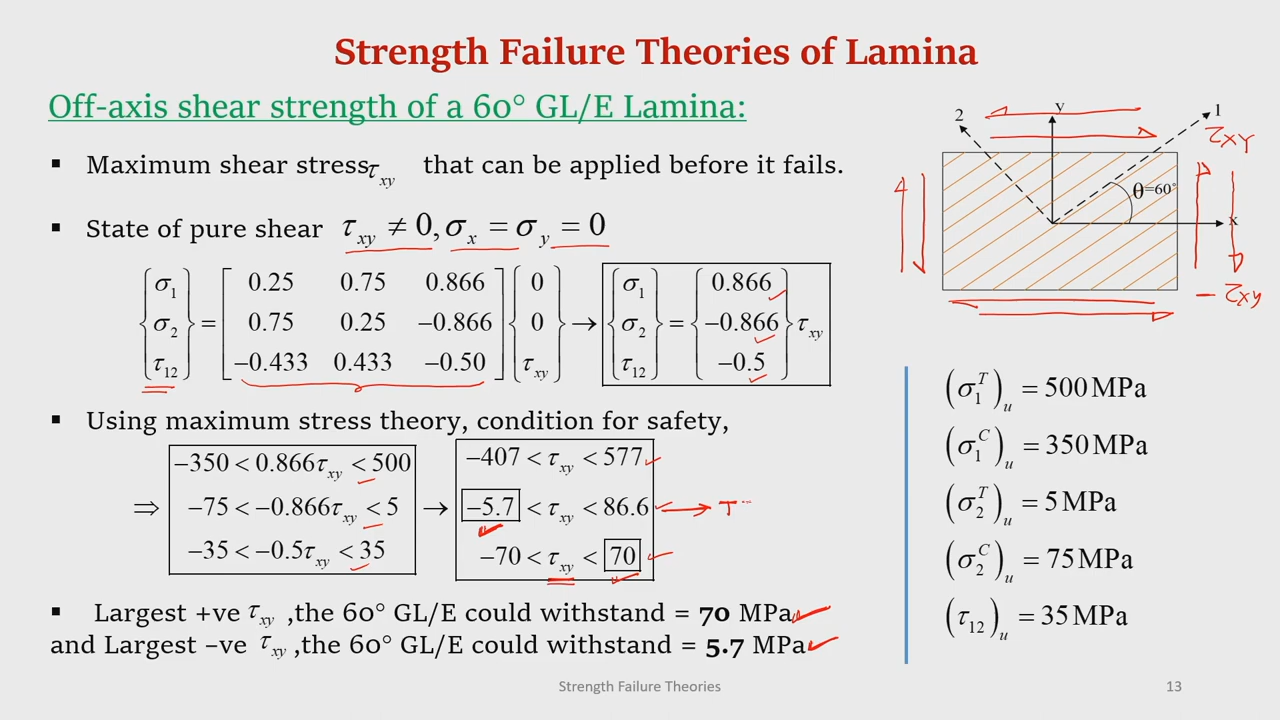 Strength Failure Theories of Lamina
Off-axis shear strength of a 60° GL/E Lamina:
▪ Maximum shear stress τxy that can be applied before it fails.
▪ State of pure shear τxy ≠ 0, σx = σy = 0
{σ1 σ2 τ12} = [0.25 0.75 0.866; 0.75 0.25 −0.866; −0.433 0.433 −0.50] {0 0 τxy} → {σ1 σ2 τ12} = {0.866 −0.866 −0.5} τxy
▪ Using maximum stress theory, condition for safety,
⇒ −350 < 0.866τxy < 500
−75 < −0.866τxy < 5
−35 < −0.5τxy < 35
→ −407 < τxy < 577
−5.7 < τxy < 86.6 → T
−70 < τxy < 70
▪ Largest +ve τxy ,the 60° GL/E could withstand = 70 MPa
and Largest –ve τxy ,the 60° GL/E could withstand = 5.7 MPa
2 y 1
τxy
θ=60°
x
− τxy
(σ1^T)u = 500 MPa
(σ1^C)u = 350 MPa
(σ2^T)u = 5 MPa
(σ2^C)u = 75 MPa
(τ12)u = 35 MPa
Strength Failure Theories
13